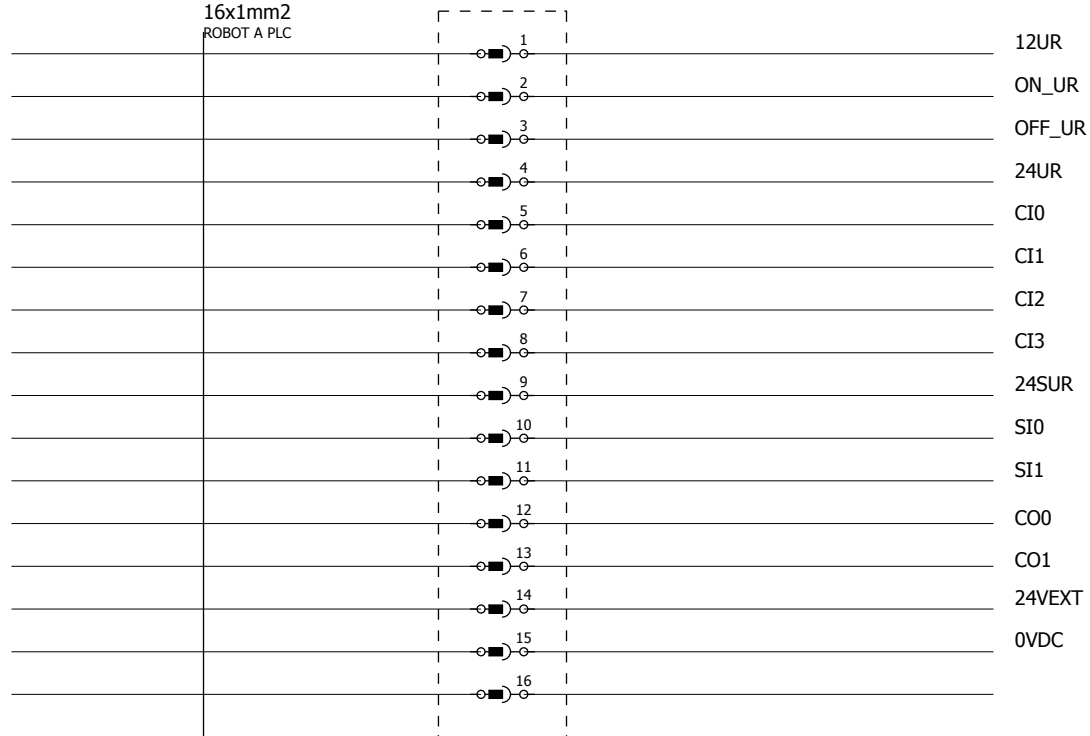 16x1mm2
ROBOT A PLC
1 12UR
2 ON_UR
3 OFF_UR
4 24UR
5 CI0
6 CI1
7 CI2
8 CI3
9 24SUR
10 SI0
11 SI1
12 CO0
13 CO1
14 24VEXT
15 0VDC
16